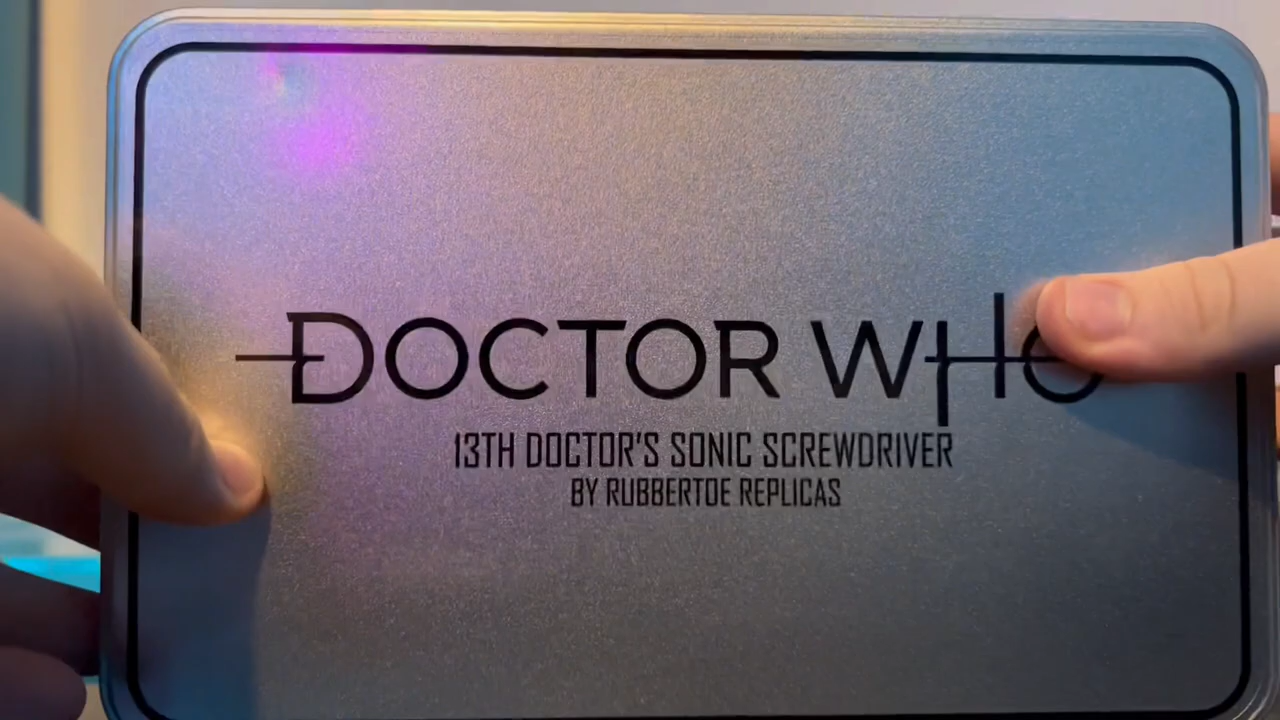 DOCTOR WHO
13TH DOCTOR'S SONIC SCREWDRIVER
BY RUBBERTOE REPLICAS